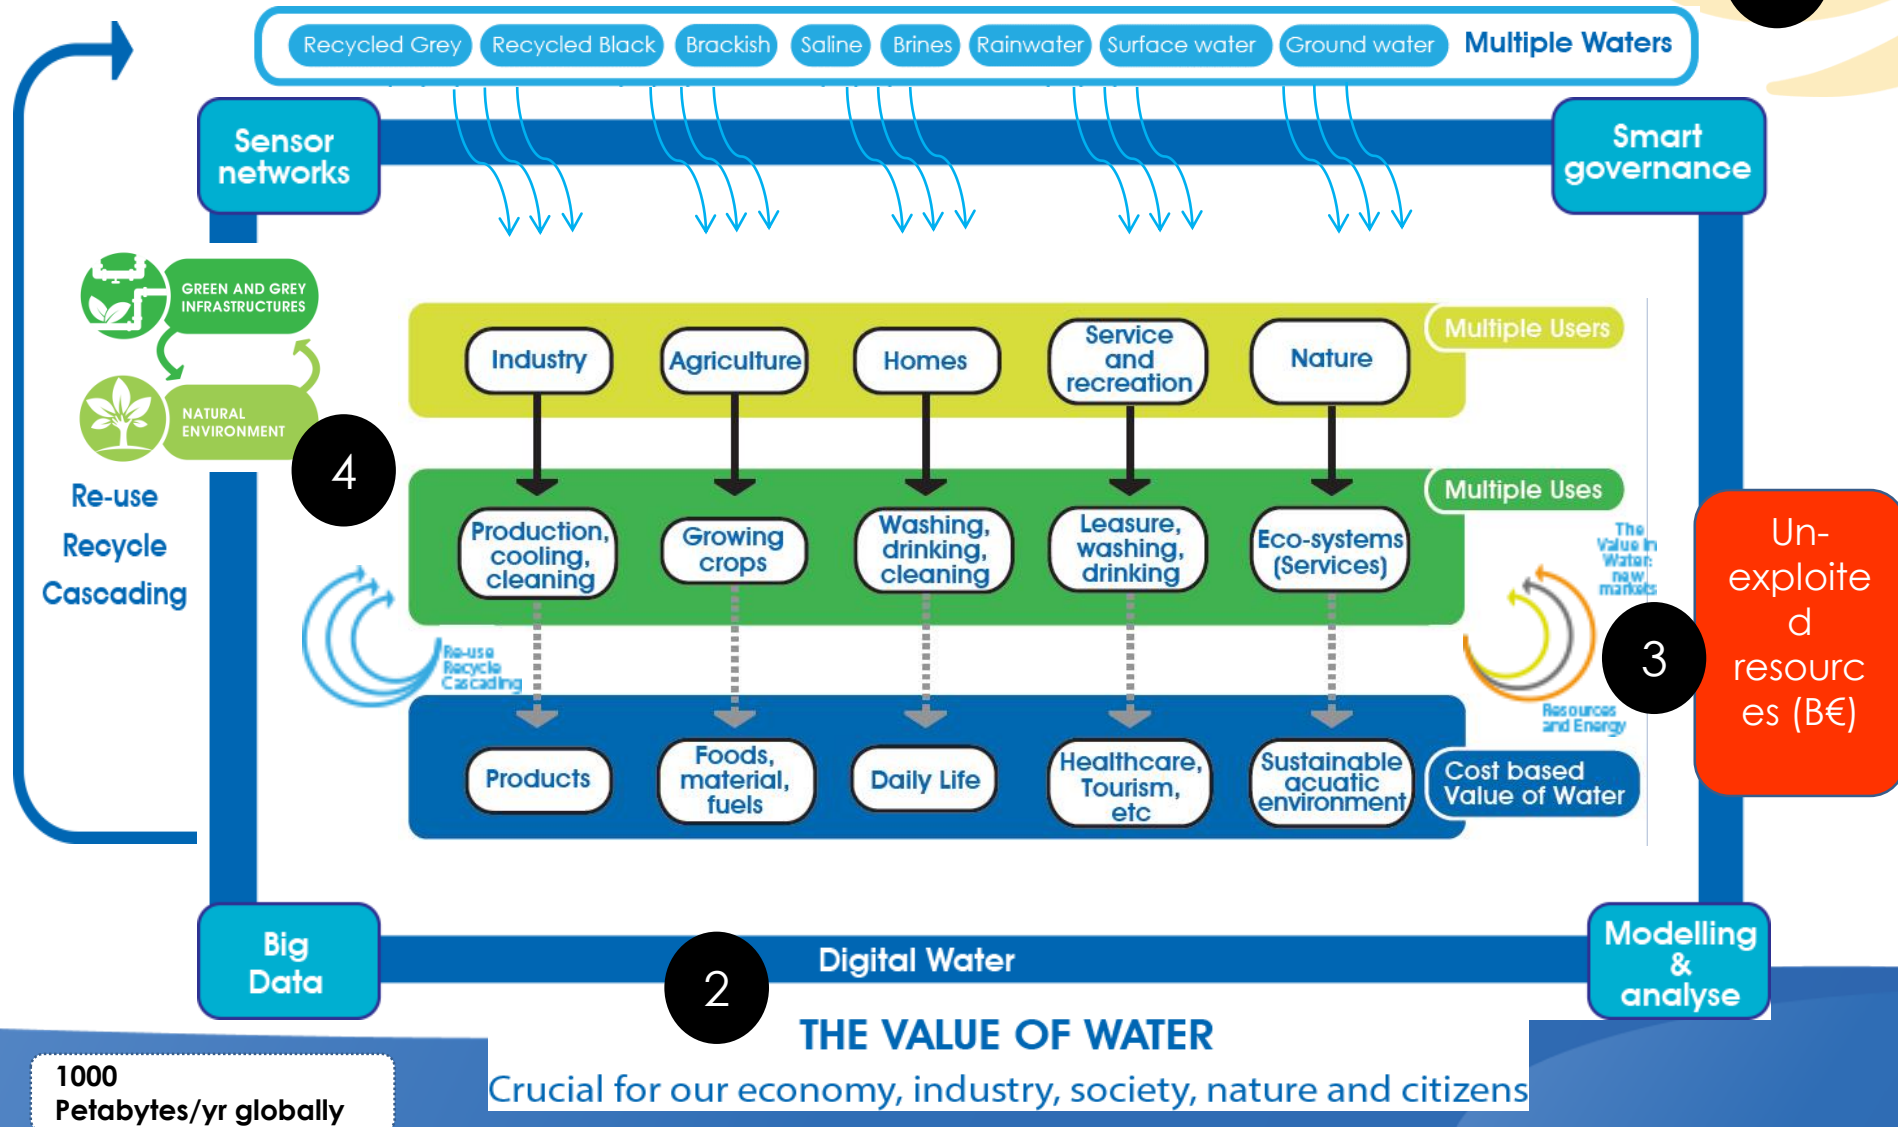 Recycled Grey
Recycled Black
Brackish
Saline
Brines
Rainwater
Surface water
Ground water
Multiple Waters
Sensor
networks
Smart
governance
GREEN AND GREY
INFRASTRUCTURES
NATURAL
ENVIRONMENT
4
Re-use
Recycle
Cascading
Multiple Users
Industry
Agriculture
Homes
Service
and
recreation
Nature
Multiple Uses
Production,
cooling,
cleaning
Growing
crops
Washing,
drinking,
cleaning
Leasure,
washing,
drinking
Eco-systems
(Services)
Re-use
Recycle
Cascading
The
Value in
Water:
new
markets
Resources
and Energy
3
Un-
exploite
d
resourc
es (B€)
Products
Foods,
material,
fuels
Daily Life
Healthcare,
Tourism,
etc
Sustainable
acuatic
environment
Cost based
Value of Water
Big
Data
2
Digital Water
Modelling
&
analyse
THE VALUE OF WATER
Crucial for our economy, industry, society, nature and citizens
1000
Petabytes/yr globally